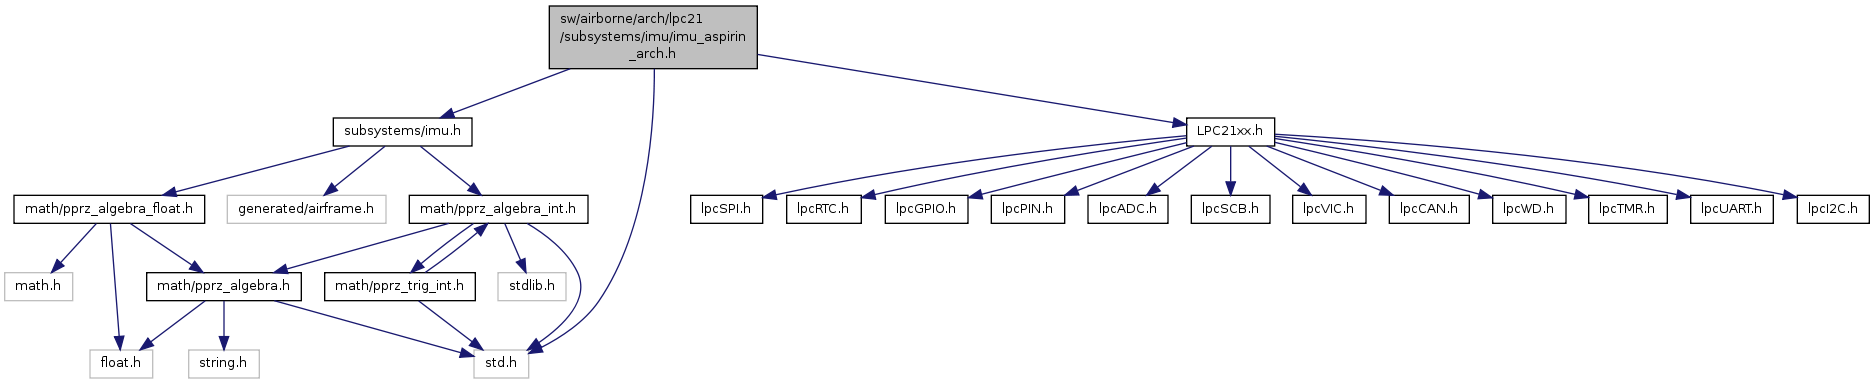 sw/airborne/arch/lpc21
/subsystems/imu/imu_aspirin
_arch.h
subsystems/imu.h
LPC21xx.h
math/pprz_algebra_float.h
generated/airframe.h
math/pprz_algebra_int.h
lpcSPI.h
lpcRTC.h
lpcGPIO.h
lpcPIN.h
lpcADC.h
lpcSCB.h
lpcVIC.h
lpcCAN.h
lpcWD.h
lpcTMR.h
lpcUART.h
lpcI2C.h
math.h
math/pprz_algebra.h
math/pprz_trig_int.h
stdlib.h
float.h
string.h
std.h